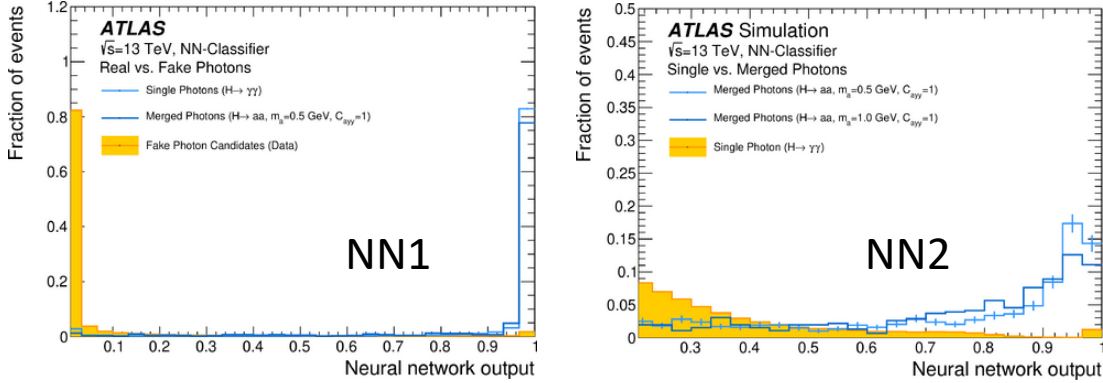 ATLAS
√s=13 TeV, NN-Classifier
Real vs. Fake Photons
Single Photons (H→ γγ)
Merged Photons (H→ aa, mₐ=0.5 GeV, Cₐγγ=1)
Fake Photon Candidates (Data)
NN1
Fraction of events
1.2
1
0.8
0.6
0.4
0.2
0
0.1 0.2 0.3 0.4 0.5 0.6 0.7 0.8 0.9 1
Neural network output
ATLAS Simulation
√s=13 TeV, NN-Classifier
Single vs. Merged Photons
Merged Photons (H→ aa, mₐ=0.5 GeV, Cₐγγ=1)
Merged Photons (H→ aa, mₐ=1.0 GeV, Cₐγγ=1)
Single Photon (H→ γγ)
NN2
Fraction of events
0.5
0.45
0.4
0.35
0.3
0.25
0.2
0.15
0.1
0.05
0
0.3 0.4 0.5 0.6 0.7 0.8 0.9 1
Neural network output